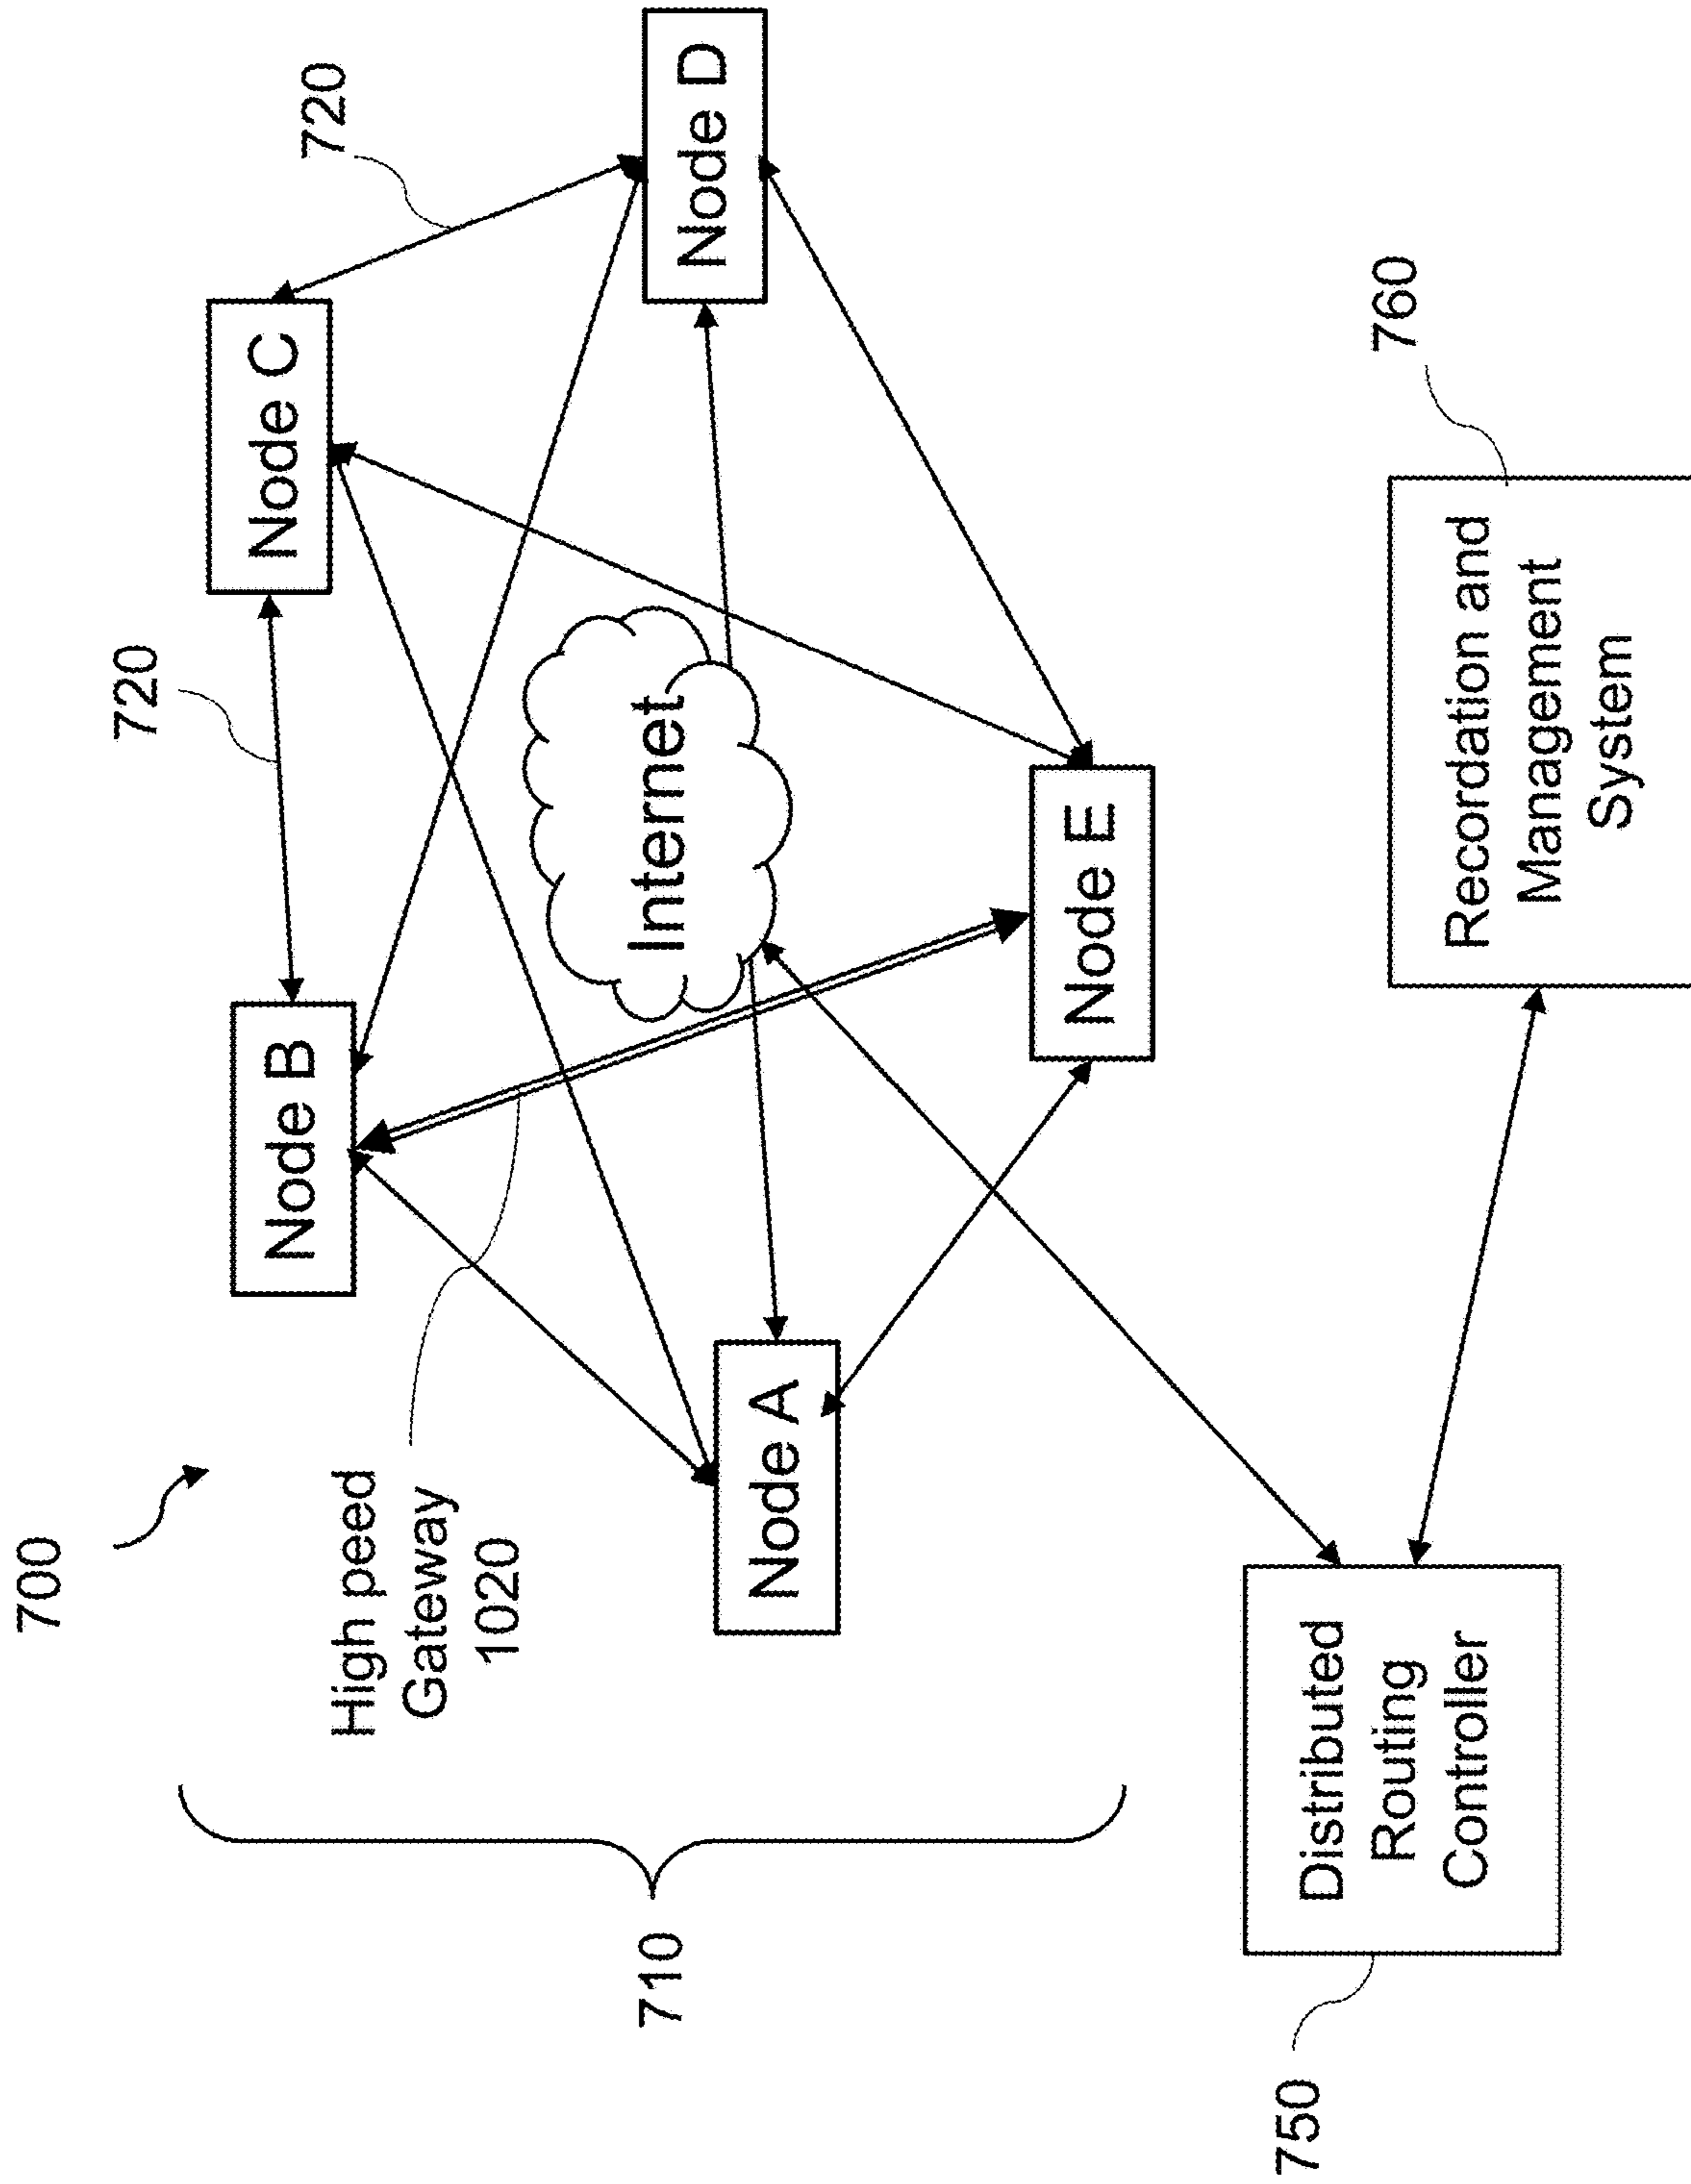 700
720
720
Node B
Node C
High peed
Gateway
1020
Internet
Node A
Node D
710
Node E
Distributed
Routing
Controller
750
Recordation and
Management
System
760